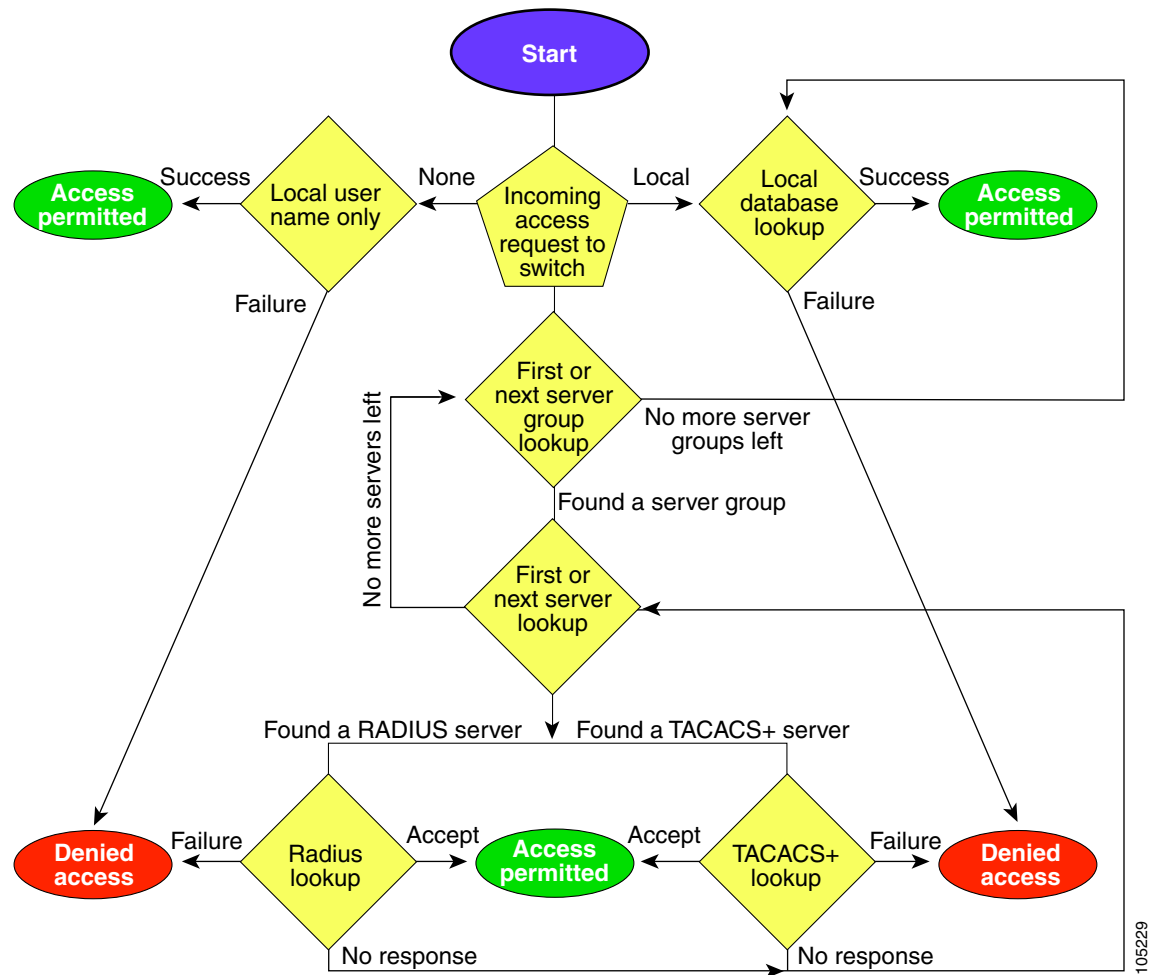 Start
Access
permitted
Success
Local user
name only
None
Incoming
access
request to
switch
Local
Local
database
lookup
Success
Access
permitted
Failure
Failure
First or
next server
group
lookup
No more server
groups left
No more servers left
Found a server group
First or
next server
lookup
Found a RADIUS server
Found a TACACS+ server
Denied
access
Failure
Radius
lookup
Accept
Access
permitted
Accept
TACACS+
lookup
Failure
Denied
access
No response
No response
105229